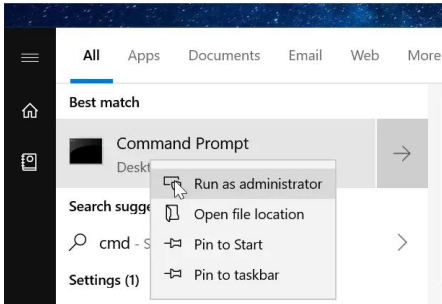 All Apps Documents Email Web More
Best match
Command Prompt
Deskt
Run as administrator
Search sugge
Open file location
cmd - S
Pin to Start
Settings (1)
Pin to taskbar